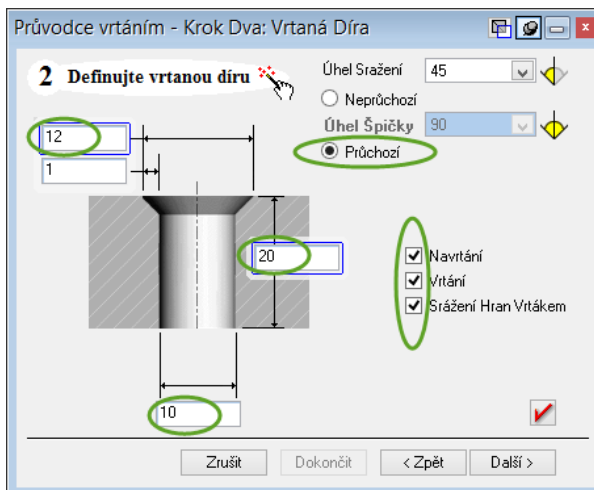 Průvodce vrtáním - Krok Dva: Vrtaná Díra
2 Definujte vrtanou díru
Úhel Sražení 45
Neprůchozí
Úhel Špičky 90
Průchozí
12
1
20
10
Navrtání
Vrtání
Srážení Hran Vrtákem
Zrušit Dokončit < Zpět Další >